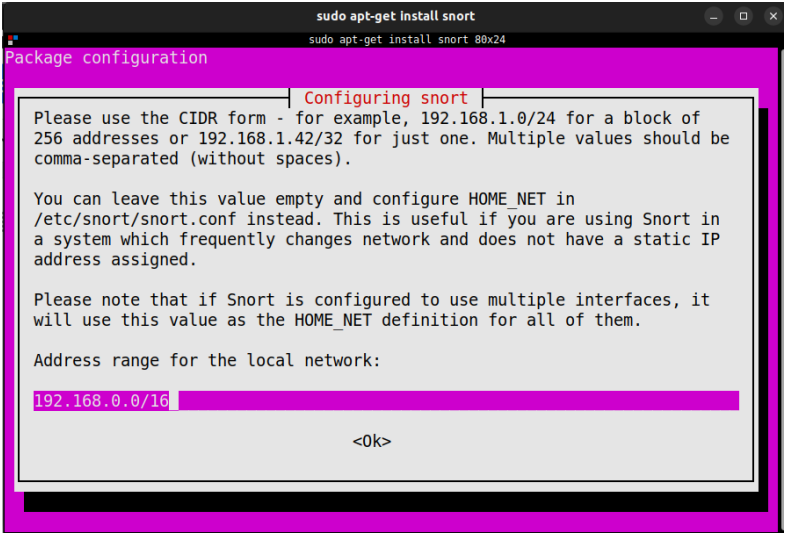 sudo apt-get install snort
sudo apt-get install snort 80x24
Package configuration
Configuring snort
Please use the CIDR form - for example, 192.168.1.0/24 for a block of
256 addresses or 192.168.1.42/32 for just one. Multiple values should be
comma-separated (without spaces).
You can leave this value empty and configure HOME_NET in
/etc/snort/snort.conf instead. This is useful if you are using Snort in
a system which frequently changes network and does not have a static IP
address assigned.
Please note that if Snort is configured to use multiple interfaces, it
will use this value as the HOME_NET definition for all of them.
Address range for the local network:
192.168.0.0/16
<Ok>